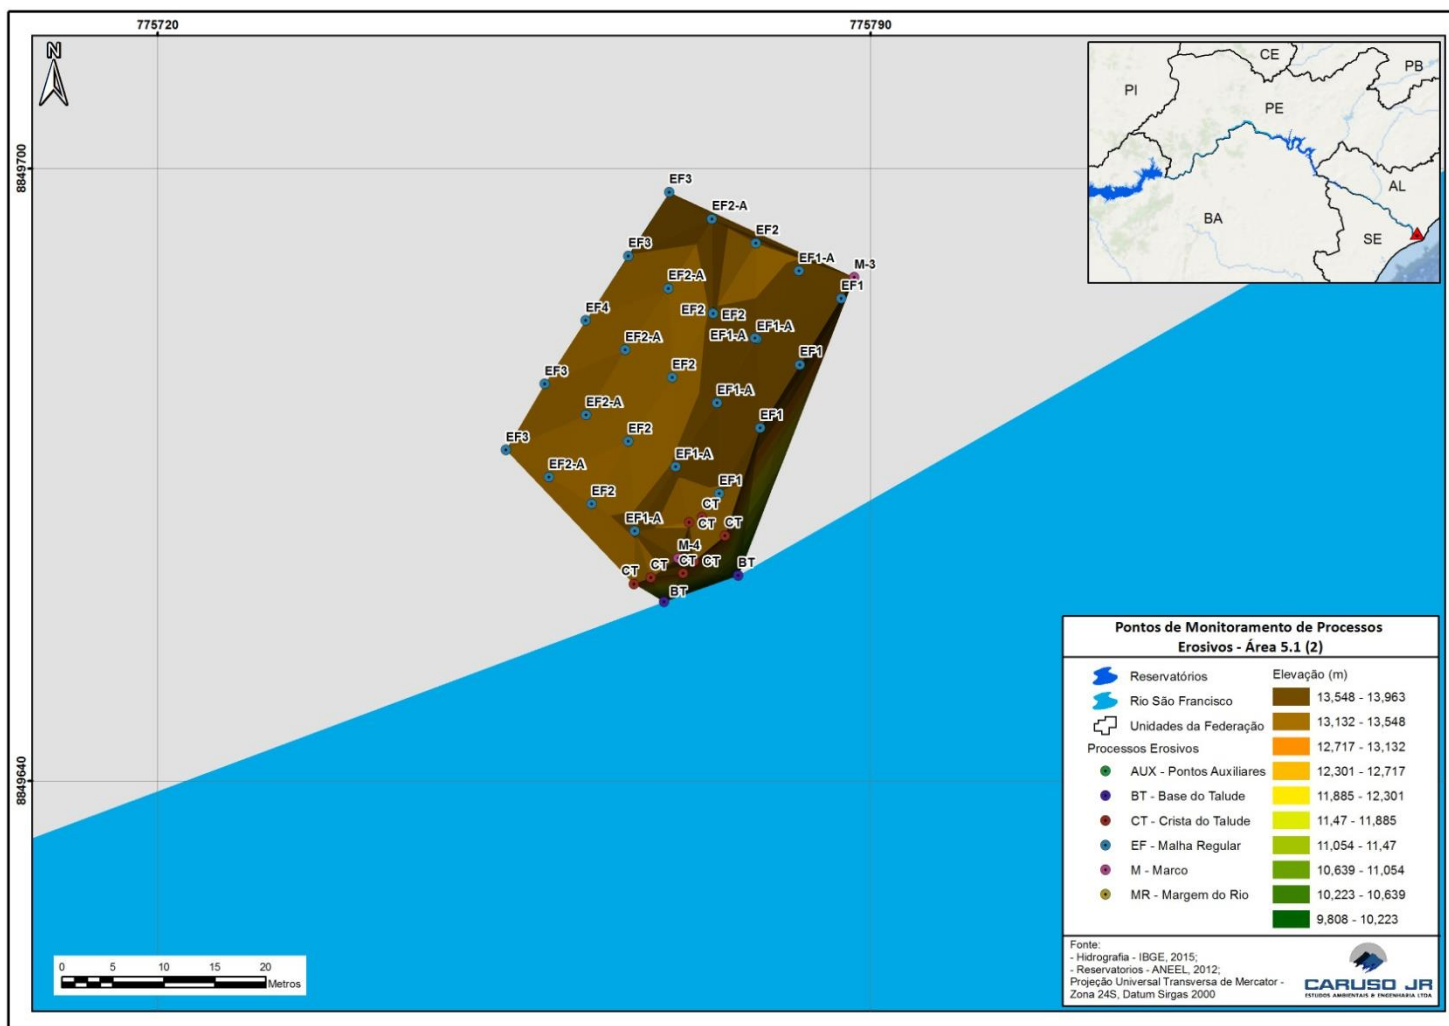 775720
775790
8849700
8849640
N
CE
PB
PI
PE
AL
BA
SE
EF3
EF2-A
EF2
EF3
EF1-A
M-3
EF2-A
EF1
EF4
EF2
EF2
EF1-A
EF1-A
EF2-A
EF1
EF3
EF2
EF2-A
EF1-A
EF1
EF3
EF2
EF2-A
EF1-A
EF2
EF1
CT
EF1-A
CT
CT
M-4
CT
CT
CT
CT
BT
BT
0 5 10 15 20
Metros
Pontos de Monitoramento de Processos
Erosivos - Área 5.1 (2)
Reservatórios
Rio São Francisco
Unidades da Federação
Processos Erosivos
AUX - Pontos Auxiliares
BT - Base do Talude
CT - Crista do Talude
EF - Malha Regular
M - Marco
MR - Margem do Rio
Elevação (m)
13,548 - 13,963
13,132 - 13,548
12,717 - 13,132
12,301 - 12,717
11,885 - 12,301
11,47 - 11,885
11,054 - 11,47
10,639 - 11,054
10,223 - 10,639
9,808 - 10,223
Fonte:
- Hidrografia - IBGE, 2015;
- Reservatorios - ANEEL, 2012;
Projeção Universal Transversa de Mercator -
Zona 24S, Datum Sirgas 2000
CARUSO JR
ESTUDOS AMBIENTAIS & ENGENHARIA LTDA